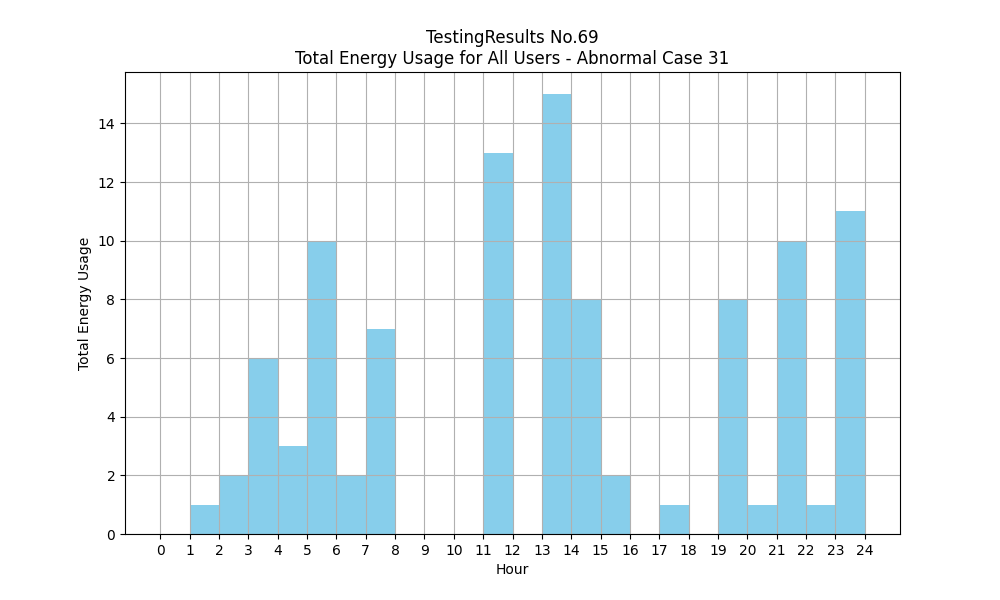 TestingResults No.69
Total Energy Usage for All Users - Abnormal Case 31
Total Energy Usage
14
12
10
8
6
4
2
0
0 1 2 3 4 5 6 7 8 9 10 11 12 13 14 15 16 17 18 19 20 21 22 23 24
Hour